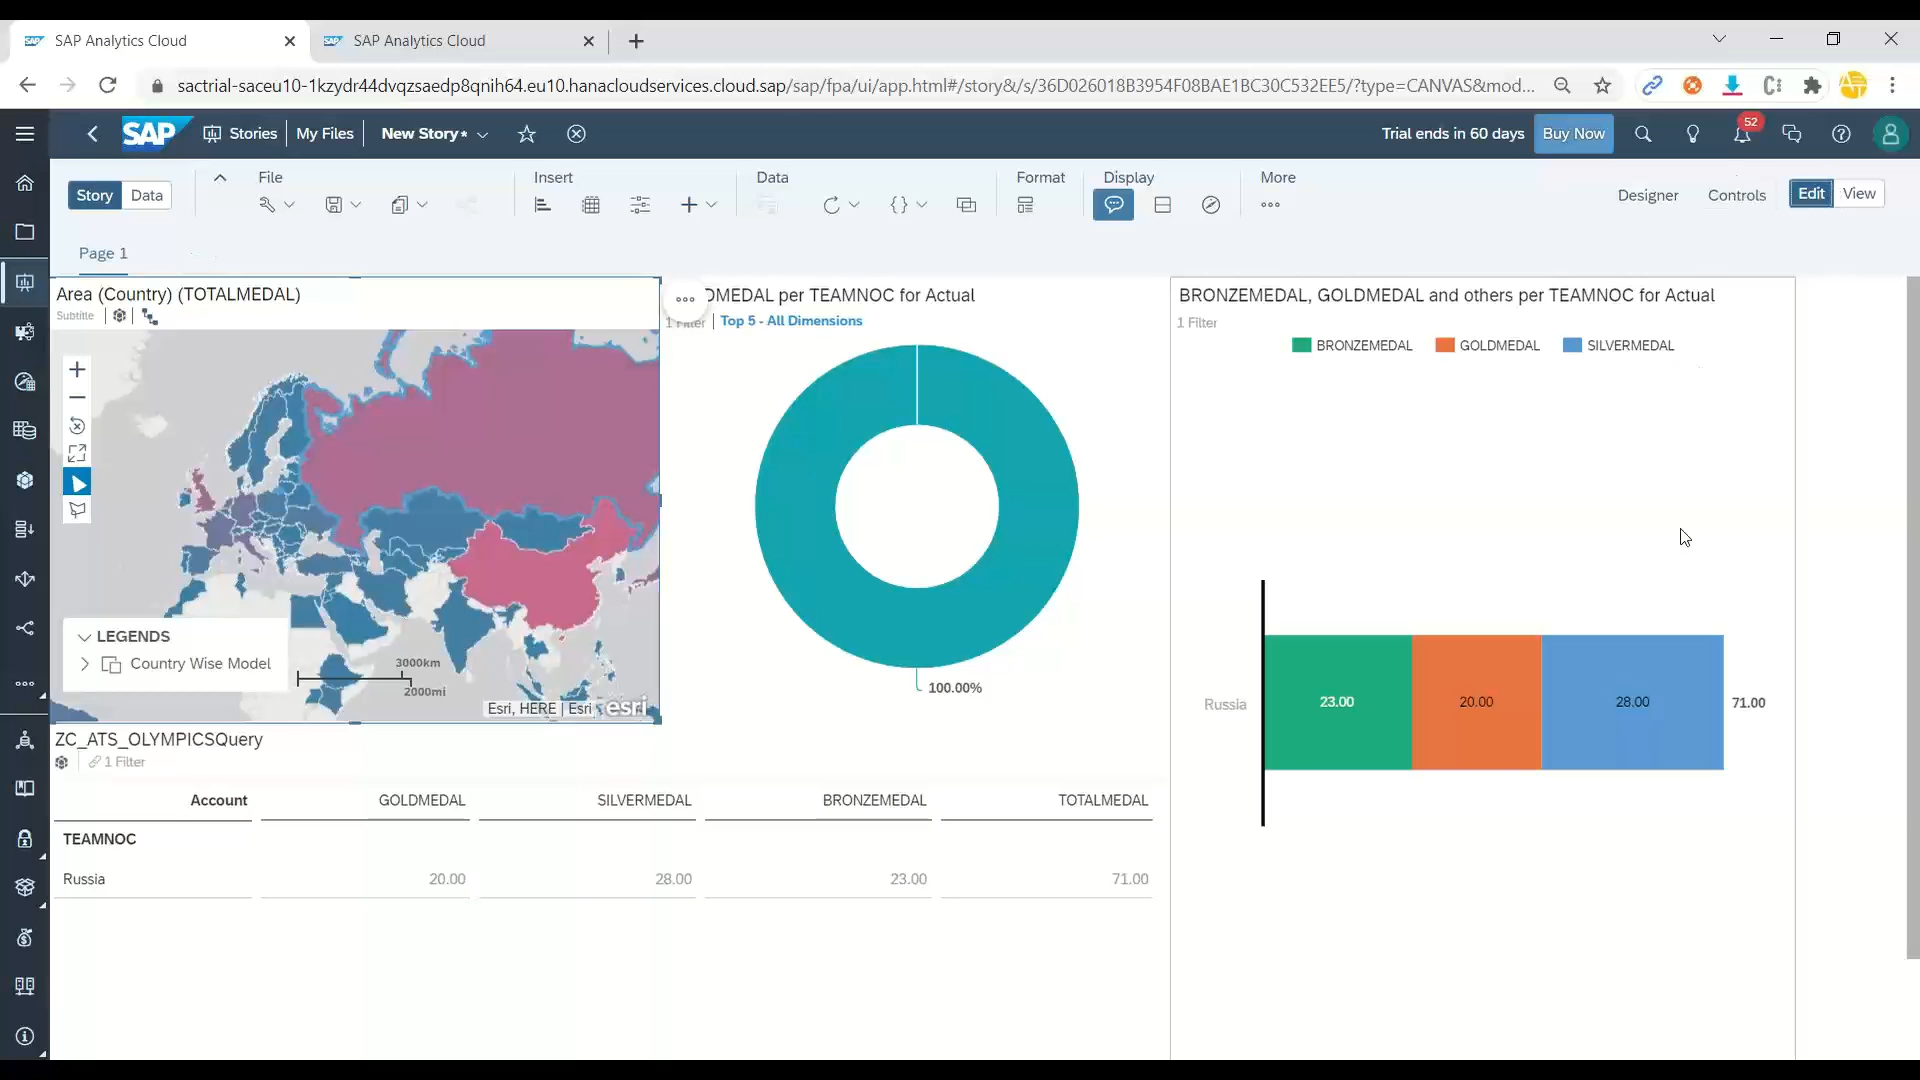 SAP Analytics Cloud
SAP Analytics Cloud
sactrial-saceu10-1kzydr44dvqzsaedp8qnih64.eu10.hanacloudservices.cloud.sap/sap/fpa/ui/app.html#/story&/s/36D026018B3954F08BAE1BC30C532EE5/?type=CANVAS&mod...
SAP Stories My Files New Story* Trial ends in 60 days Buy Now 52
Story Data
File Insert Data Format Display More
Designer Controls Edit View
Page 1
Area (Country) (TOTALMEDAL)
Subtitle
LEGENDS
Country Wise Model
3000km
2000mi
Esri, HERE | Esri
esri
DMEDAL per TEAMNOC for Actual
1 Filter | Top 5 - All Dimensions
100.00%
BRONZEMEDAL, GOLDMEDAL and others per TEAMNOC for Actual
1 Filter
BRONZEMEDAL GOLDMEDAL SILVERMEDAL
Russia 23.00 20.00 28.00 71.00
ZC_ATS_OLYMPICSQuery
1 Filter
Account GOLDMEDAL SILVERMEDAL BRONZEMEDAL TOTALMEDAL
TEAMNOC
Russia 20.00 28.00 23.00 71.00